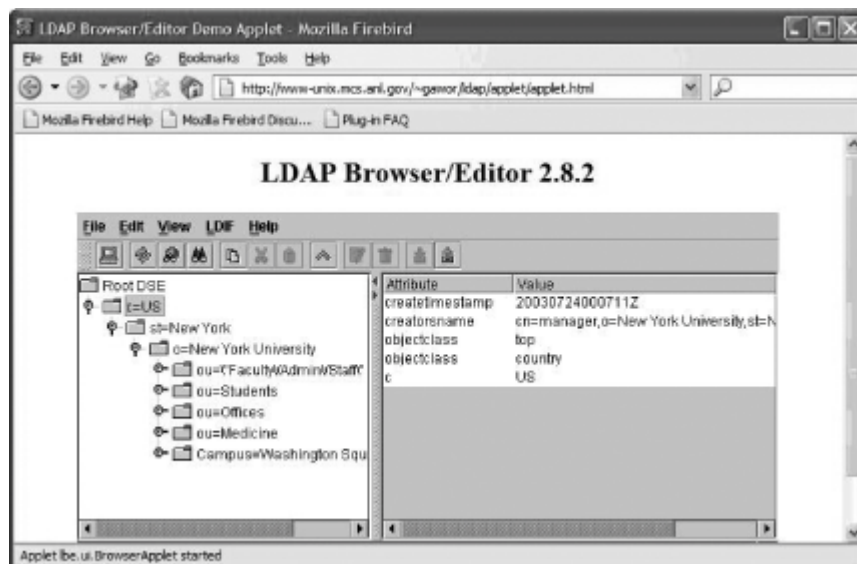 LDAP Browser/Editor Demo Applet - Mozilla Firebird
File Edit View Go Bookmarks Tools Help
http://www-unix.mcs.anl.gov/~gawor/ldap/applet/applet.html
Mozilla Firebird Help Mozilla Firebird Discu... Plug-in FAQ
LDAP Browser/Editor 2.8.2
File Edit View LDIF Help
Root DSE
c=US
st=New York
o=New York University
ou=\"Faculty/Admin/Staff\"
ou=Students
ou=Offices
ou=Medicine
Campus=Washington Squ
Attribute Value
createtimestamp 20030724000711Z
creatorsname cn=manager,o=New York University,st=N
objectclass top
objectclass country
c US
Applet lbe.ui.BrowserApplet started